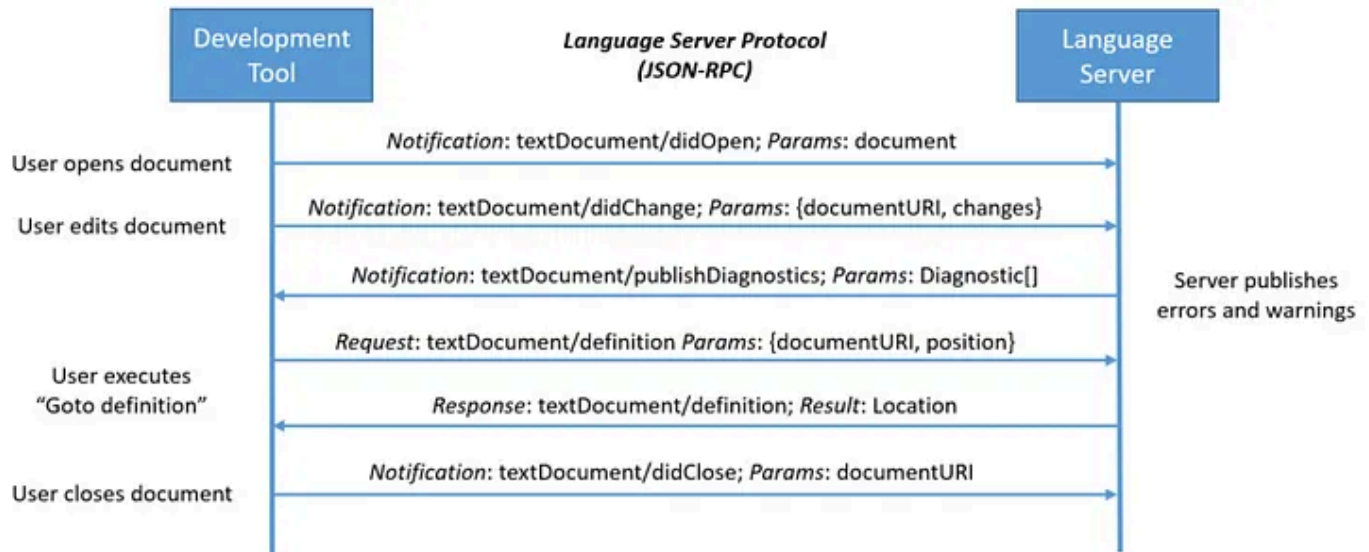 Development
Tool
Language Server Protocol
(JSON-RPC)
Language
Server
Notification: textDocument/didOpen; Params: document
User opens document
Notification: textDocument/didChange; Params: {documentURI, changes}
User edits document
Notification: textDocument/publishDiagnostics; Params: Diagnostic[]
Server publishes
errors and warnings
Request: textDocument/definition Params: {documentURI, position}
User executes
“Goto definition”
Response: textDocument/definition; Result: Location
Notification: textDocument/didClose; Params: documentURI
User closes document